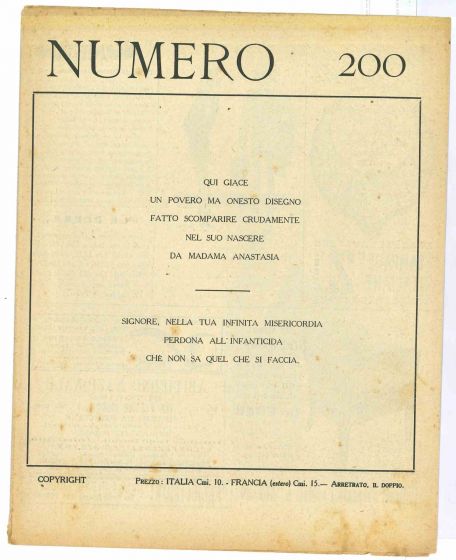 NUMERO 200
QUI GIACE
UN POVERO MA ONESTO DISEGNO
FATTO SCOMPARIRE CRUDAMENTE
NEL SUO NASCERE
DA MADAMA ANASTASIA
SIGNORE, NELLA TUA INFINITA MISERICORDIA
PERDONA ALL'INFANTICIDA
CHÈ NON SA QUEL CHE SI FACCIA.
COPYRIGHT PREZZO: ITALIA Cmi. 10. - FRANCIA (estero) Cmi. 15.— ARRETRATO, IL DOPPIO.